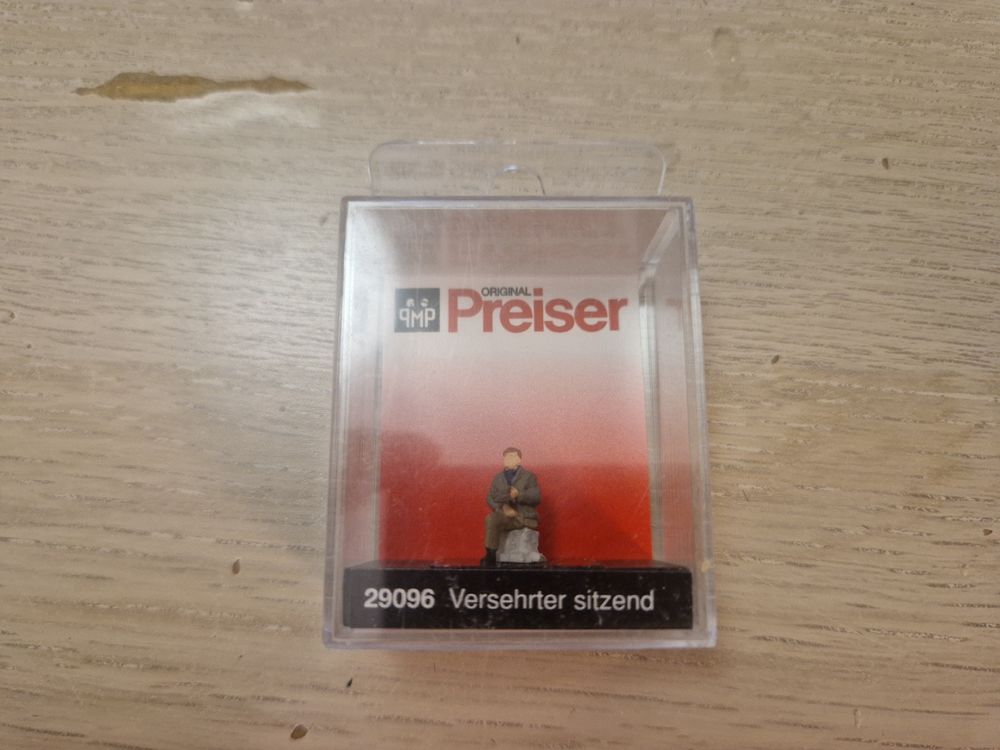 ORIGINAL
PMP Preiser
29096 Versehrter sitzend